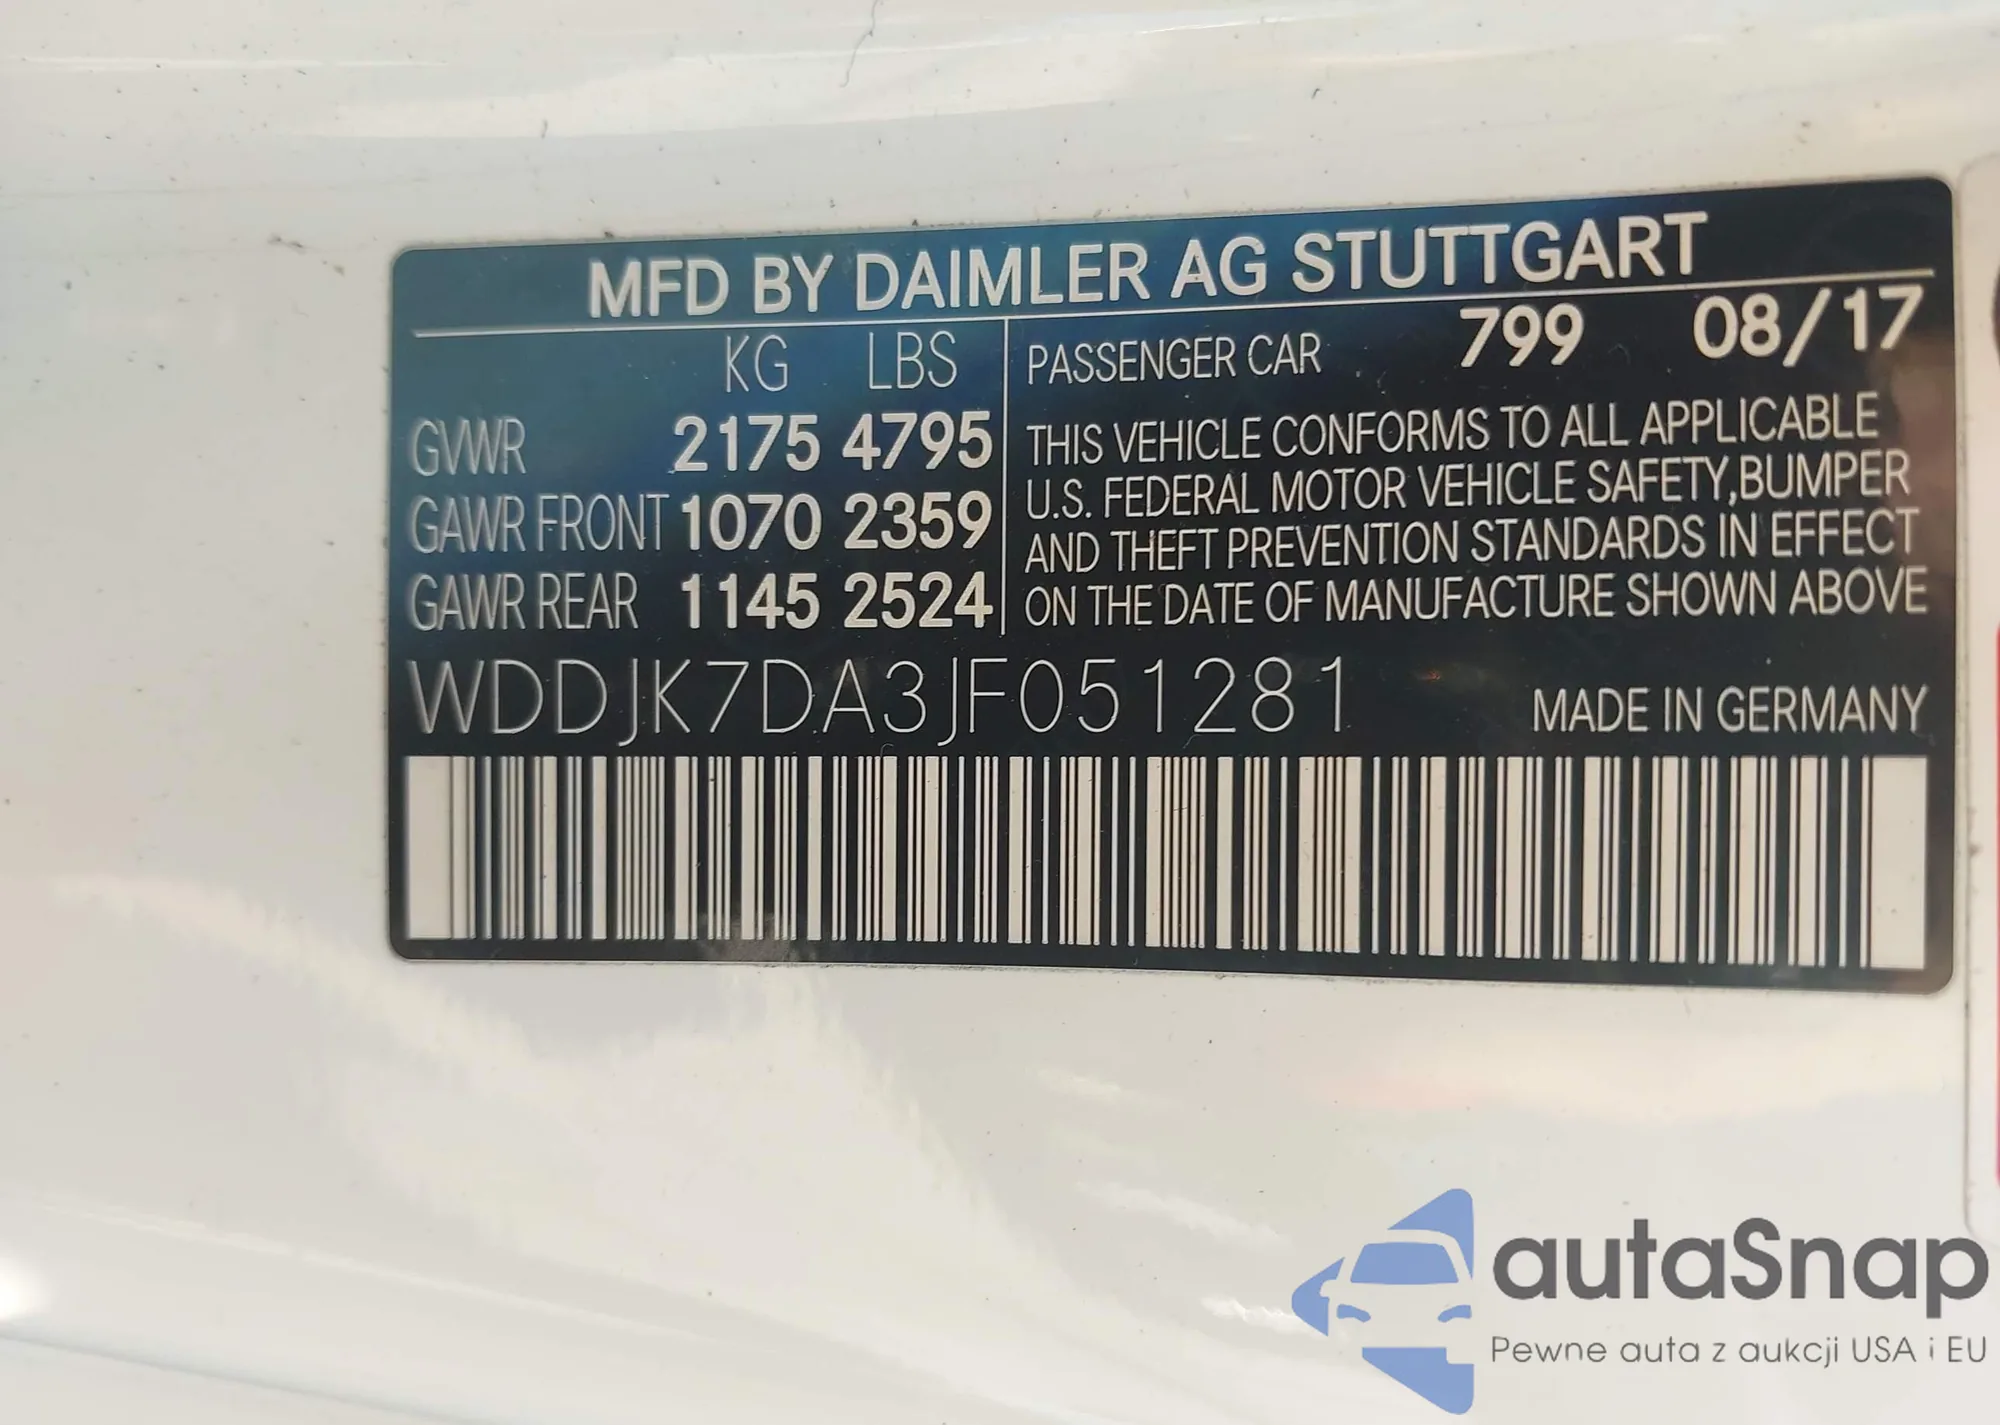 MFD BY DAIMLER AG STUTTGART
KG LBS
GVWR 2175 4795
GAWR FRONT 1070 2359
GAWR REAR 1145 2524
PASSENGER CAR 799 08/17
THIS VEHICLE CONFORMS TO ALL APPLICABLE
U.S. FEDERAL MOTOR VEHICLE SAFETY,BUMPER
AND THEFT PREVENTION STANDARDS IN EFFECT
ON THE DATE OF MANUFACTURE SHOWN ABOVE
WDDJK7DA3JF051281
MADE IN GERMANY
autaSnap
Pewne auta z aukcji USA i EU